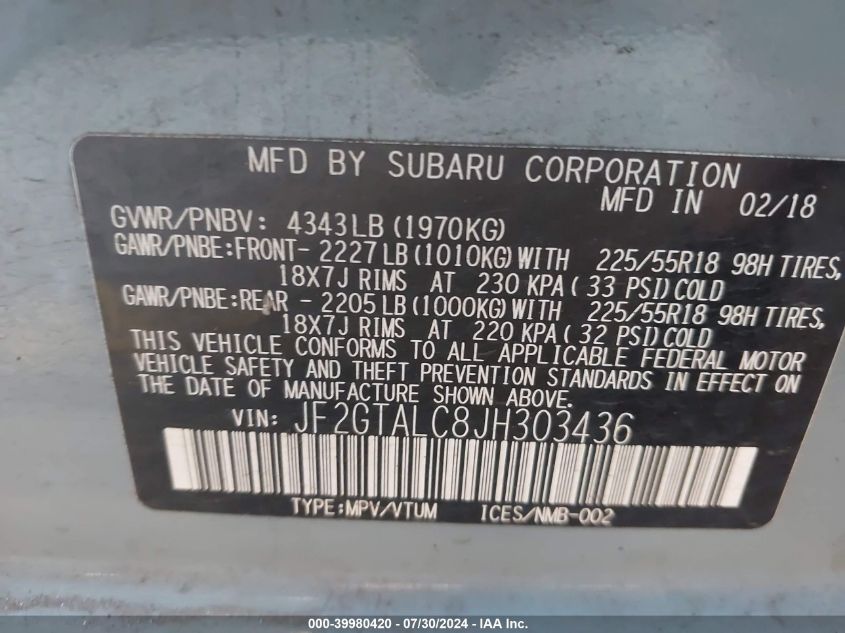 MFD BY SUBARU CORPORATION
MFD IN 02/18
GVWR/PNBV: 4343LB (1970KG)
GAWR/PNBE:FRONT- 2227LB (1010KG) WITH 225/55R18 98H TIRES,
18X7J RIMS AT 230 KPA ( 33 PSI) COLD
GAWR/PNBE:REAR - 2205LB (1000KG) WITH 225/55R18 98H TIRES,
18X7J RIMS AT 220 KPA ( 32 PSI) COLD
THIS VEHICLE CONFORMS TO ALL APPLICABLE FEDERAL MOTOR
VEHICLE SAFETY AND THEFT PREVENTION STANDARDS IN EFFECT ON
THE DATE OF MANUFACTURE SHOWN ABOVE.
VIN: JF2GTALC8JH303436
TYPE:MPV/VTUM ICES/NMB-002
000-39980420 - 07/30/2024 - IAA Inc.